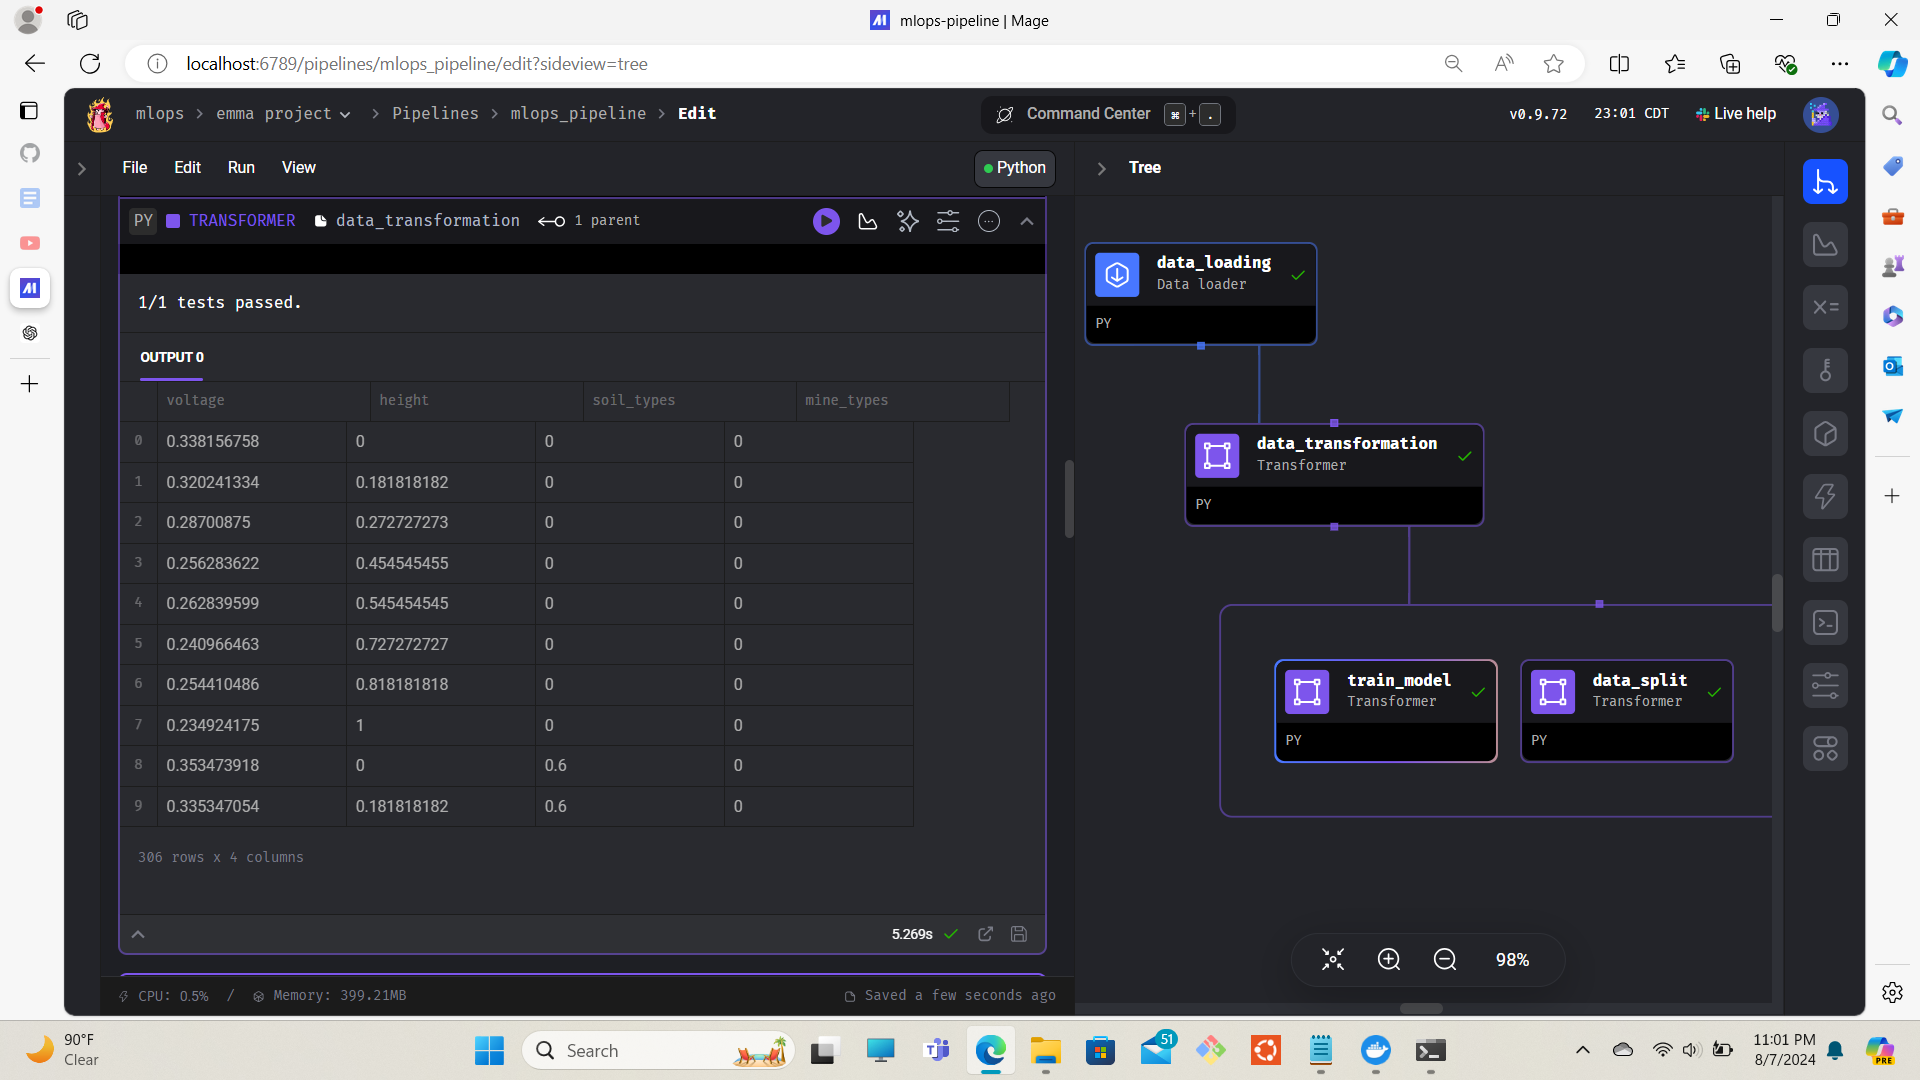 mlops-pipeline | Mage
localhost:6789/pipelines/mlops_pipeline/edit?sideview=tree
mlops > emma project > Pipelines > mlops_pipeline > Edit
Command Center ⌘ + .
v0.9.72 23:01 CDT Live help
File Edit Run View
Python
Tree
PY TRANSFORMER data_transformation 1 parent
1/1 tests passed.
OUTPUT 0
voltage height soil_types mine_types
0 0.338156758 0 0 0
1 0.320241334 0.181818182 0 0
2 0.28700875 0.272727273 0 0
3 0.256283622 0.454545455 0 0
4 0.262839599 0.545454545 0 0
5 0.240966463 0.727272727 0 0
6 0.254410486 0.818181818 0 0
7 0.234924175 1 0 0
8 0.353473918 0 0.6 0
9 0.335347054 0.181818182 0.6 0
306 rows x 4 columns
5.269s
CPU: 0.5% / Memory: 399.21MB
Saved a few seconds ago
data_loading
Data loader
PY
data_transformation
Transformer
PY
train_model
Transformer
PY
data_split
Transformer
PY
98%
90°F
Clear
Search
51
11:01 PM
8/7/2024
PRE